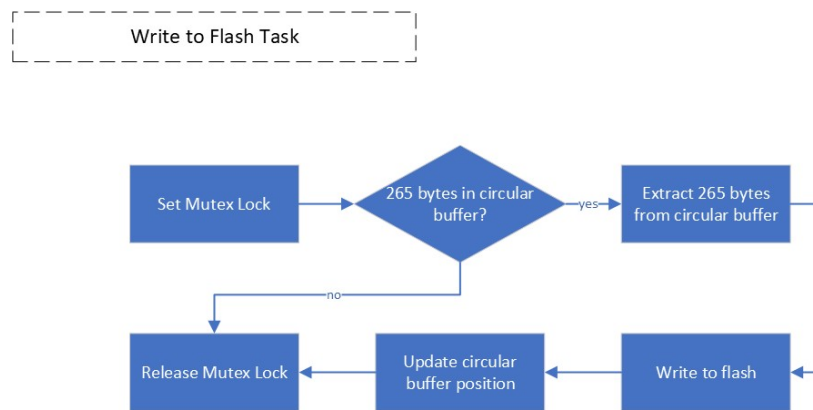 Write to Flash Task
Set Mutex Lock
265 bytes in circular
buffer?
yes
Extract 265 bytes
from circular buffer
no
Release Mutex Lock
Update circular
buffer position
Write to flash